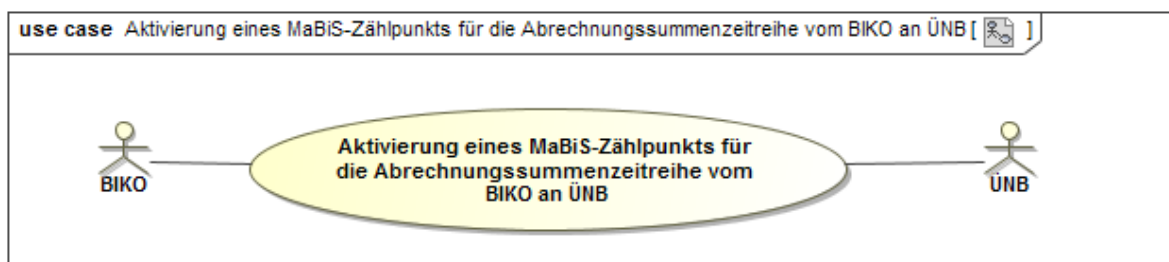 use case Aktivierung eines MaBiS-Zählpunkts für die Abrechnungssummenzeitreihe vom BIKO an ÜNB [ ]
Aktivierung eines MaBiS-Zählpunkts für
die Abrechnungssummenzeitreihe vom
BIKO an ÜNB
BIKO
ÜNB